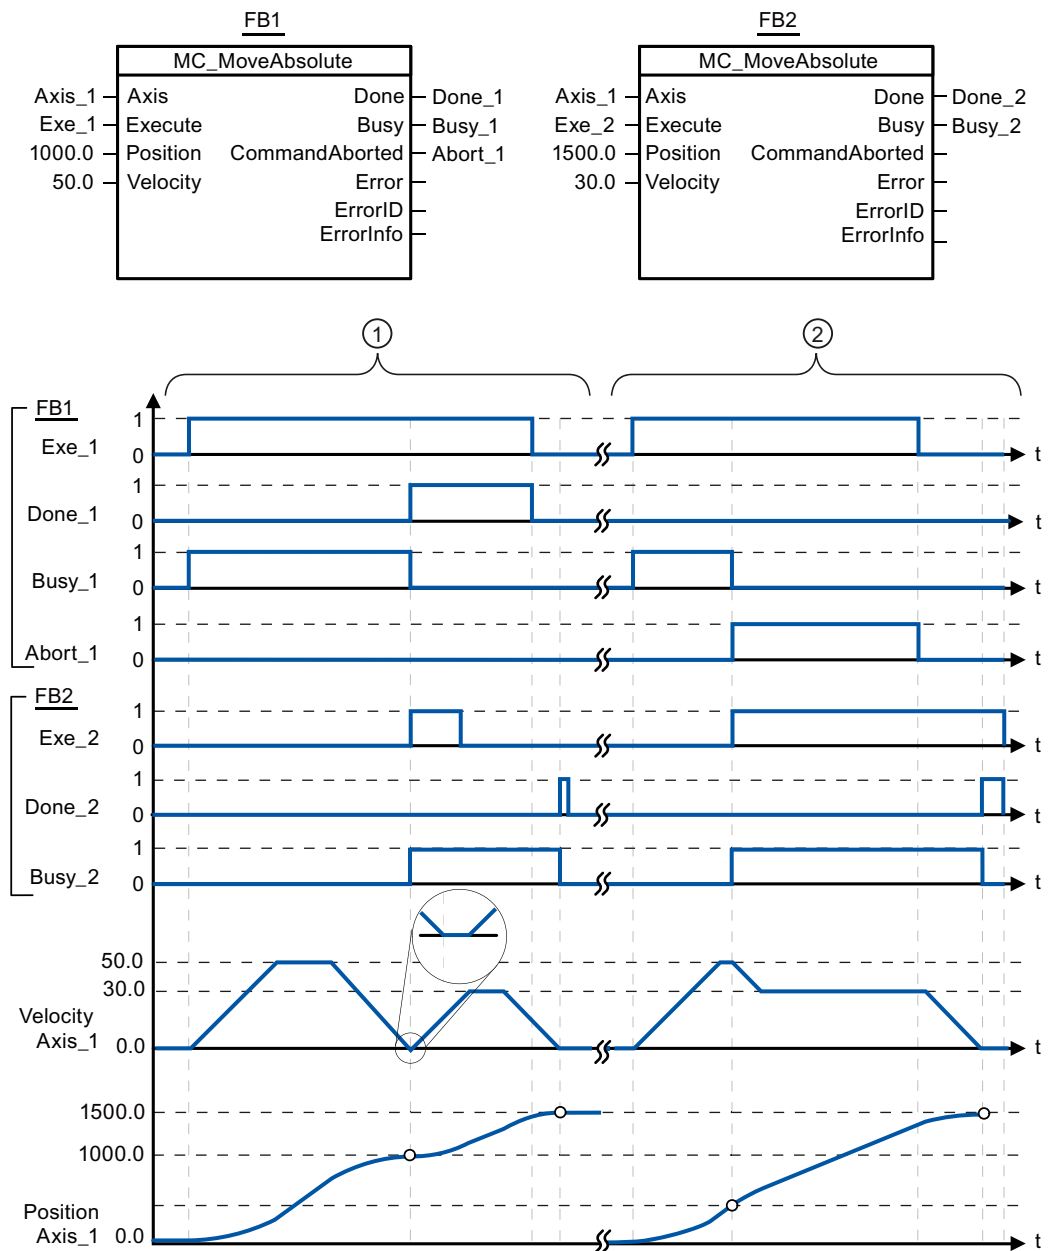 FB1
FB2
MC_MoveAbsolute
MC_MoveAbsolute
Axis_1 Axis Done Done_1
Exe_1 Execute Busy Busy_1
1000.0 Position CommandAborted Abort_1
50.0 Velocity Error
ErrorID
ErrorInfo
Axis_1 Axis Done Done_2
Exe_2 Execute Busy Busy_2
1500.0 Position CommandAborted
30.0 Velocity Error
ErrorID
ErrorInfo
1
2
FB1
1
Exe_1
0
t
1
Done_1
0
t
1
Busy_1
0
t
1
Abort_1
0
t
FB2
1
Exe_2
0
t
1
Done_2
0
t
1
Busy_2
0
t
50.0
30.0
Velocity
Axis_1
0.0
t
1500.0
1000.0
Position
Axis_1
0.0
t